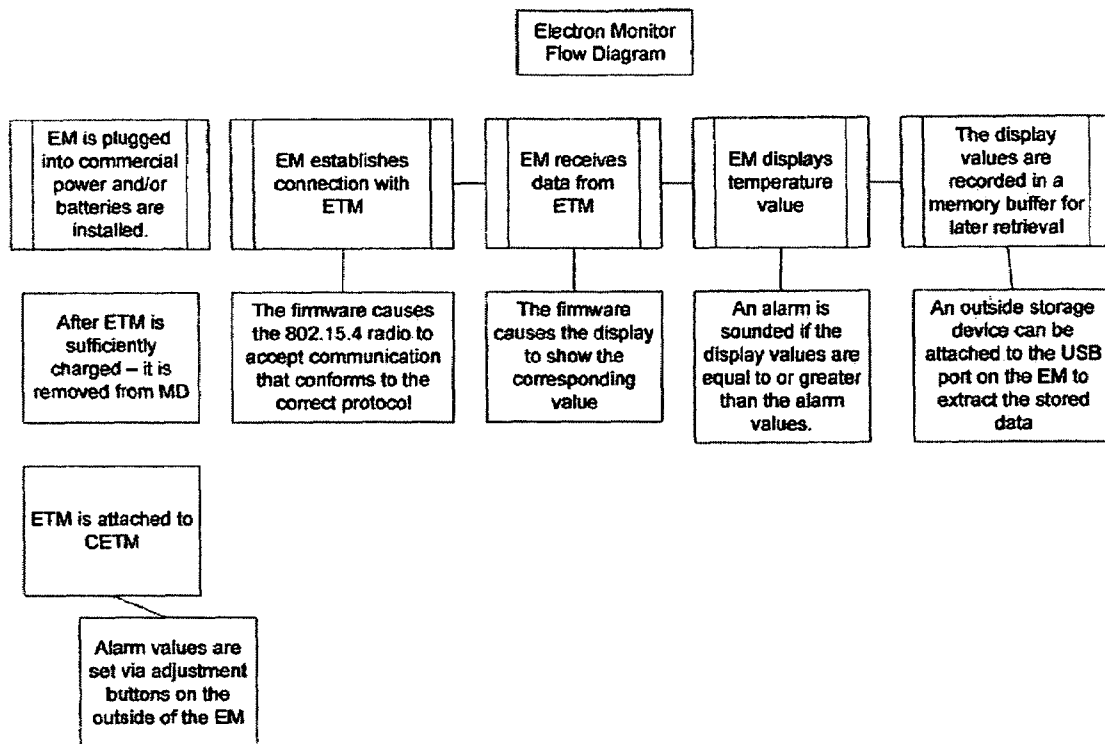 Electron Monitor
Flow Diagram
EM is plugged
into commercial
power and/or
batteries are
installed.
EM establishes
connection with
ETM
EM receives
data from
ETM
EM displays
temperature
value
The display
values are
recorded in a
memory buffer for
later retrieval
After ETM is
sufficiently
charged – it is
removed from MD
The firmware causes
the 802.15.4 radio to
accept communication
that conforms to the
correct protocol
The firmware
causes the display
to show the
corresponding
value
An alarm is
sounded if the
display values are
equal to or greater
than the alarm
values.
An outside storage
device can be
attached to the USB
port on the EM to
extract the stored
data
ETM is attached to
CETM
Alarm values are
set via adjustment
buttons on the
outside of the EM